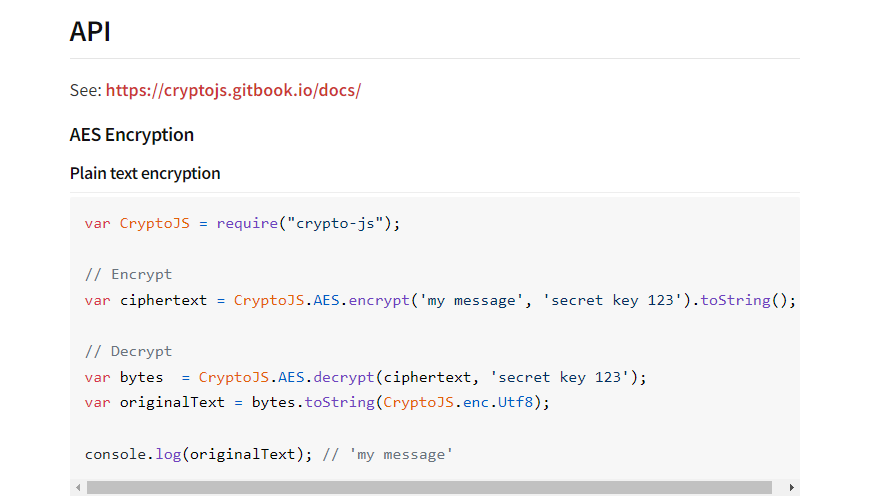 API
See: https://cryptojs.gitbook.io/docs/
AES Encryption
Plain text encryption
var CryptoJS = require("crypto-js");
// Encrypt
var ciphertext = CryptoJS.AES.encrypt('my message', 'secret key 123').toString();
// Decrypt
var bytes  = CryptoJS.AES.decrypt(ciphertext, 'secret key 123');
var originalText = bytes.toString(CryptoJS.enc.Utf8);
console.log(originalText); // 'my message'